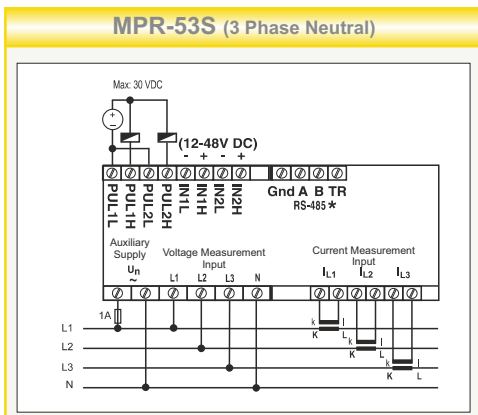 MPR-53S (3 Phase Neutral)
Max: 30 VDC
+
–
(12-48V DC)
- + - +
PUL1L PUL1H PUL2L PUL2H IN1L IN1H IN2L IN2H
Gnd A B TR
RS-485 *
Auxiliary
Supply
Un
~
Voltage Measurement
Input
L1 L2 L3 N
Current Measurement
Input
IL1 IL2 IL3
1A
L1
k l
K L
L2
k l
K L
L3
k l
K L
N